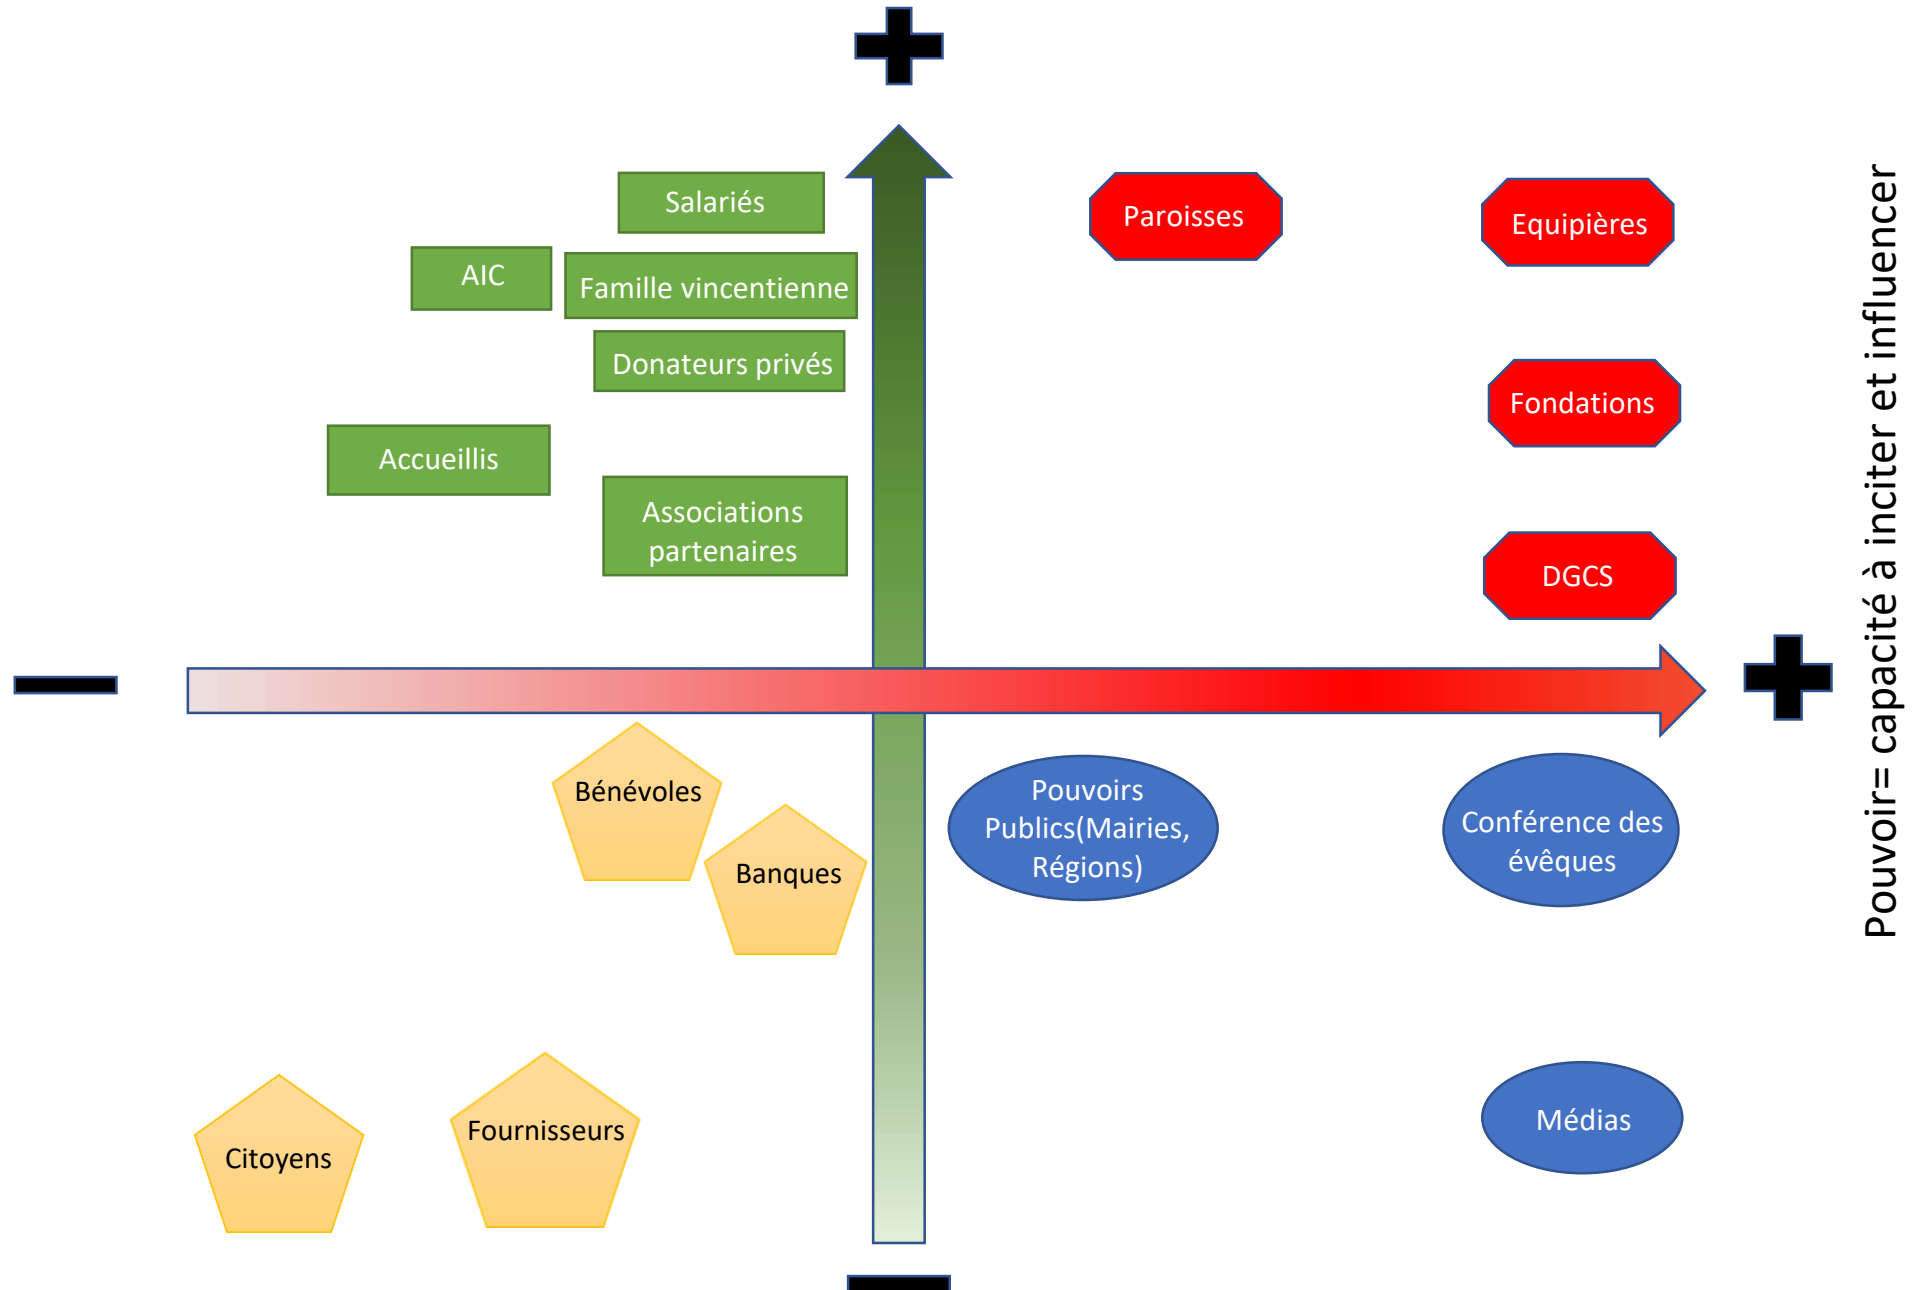 Salariés
AIC
Famille vincentienne
Donateurs privés
Accueillis
Associations
partenaires
Paroisses
Equipières
Fondations
DGCS
Pouvoir= capacité à inciter et influencer
Bénévoles
Banques
Citoyens
Fournisseurs
Pouvoirs
Publics(Mairies,
Régions)
Conférence des
évêques
Médias